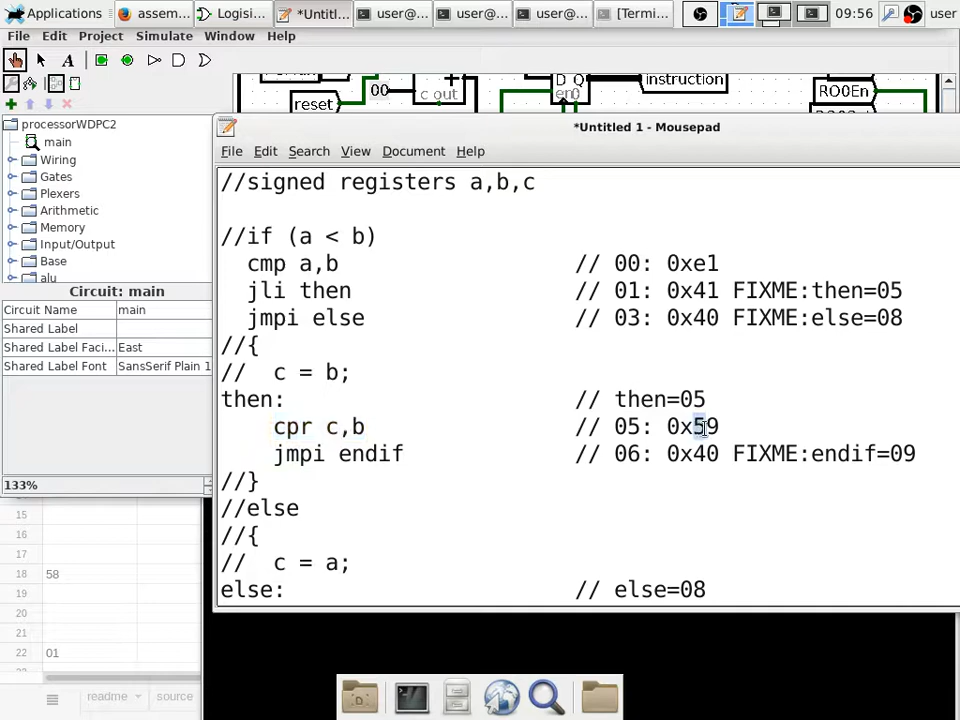 Applications
assem...
Logisi...
*Untitl...
user@...
user@...
user@...
[Termi...
09:56
user
File Edit Project Simulate Window Help
processorWDPC2
main
Wiring
Gates
Plexers
Arithmetic
Memory
Input/Output
Base
alu
Circuit: main
Circuit Name main
Shared Label
Shared Label Faci... East
Shared Label Font SansSerif Plain 1
133%
reset
00
c out
D Q
en0
instruction
RO0En
*Untitled 1 - Mousepad
File Edit Search View Document Help
//signed registers a,b,c
//if (a < b)
cmp a,b // 00: 0xe1
jli then // 01: 0x41 FIXME:then=05
jmpi else // 03: 0x40 FIXME:else=08
//{
// c = b;
then: // then=05
cpr c,b // 05: 0x59
jmpi endif // 06: 0x40 FIXME:endif=09
//}
//else
//{
// c = a;
else: // else=08
15
16
17
18 58
19
20
21
22 01
readme
source